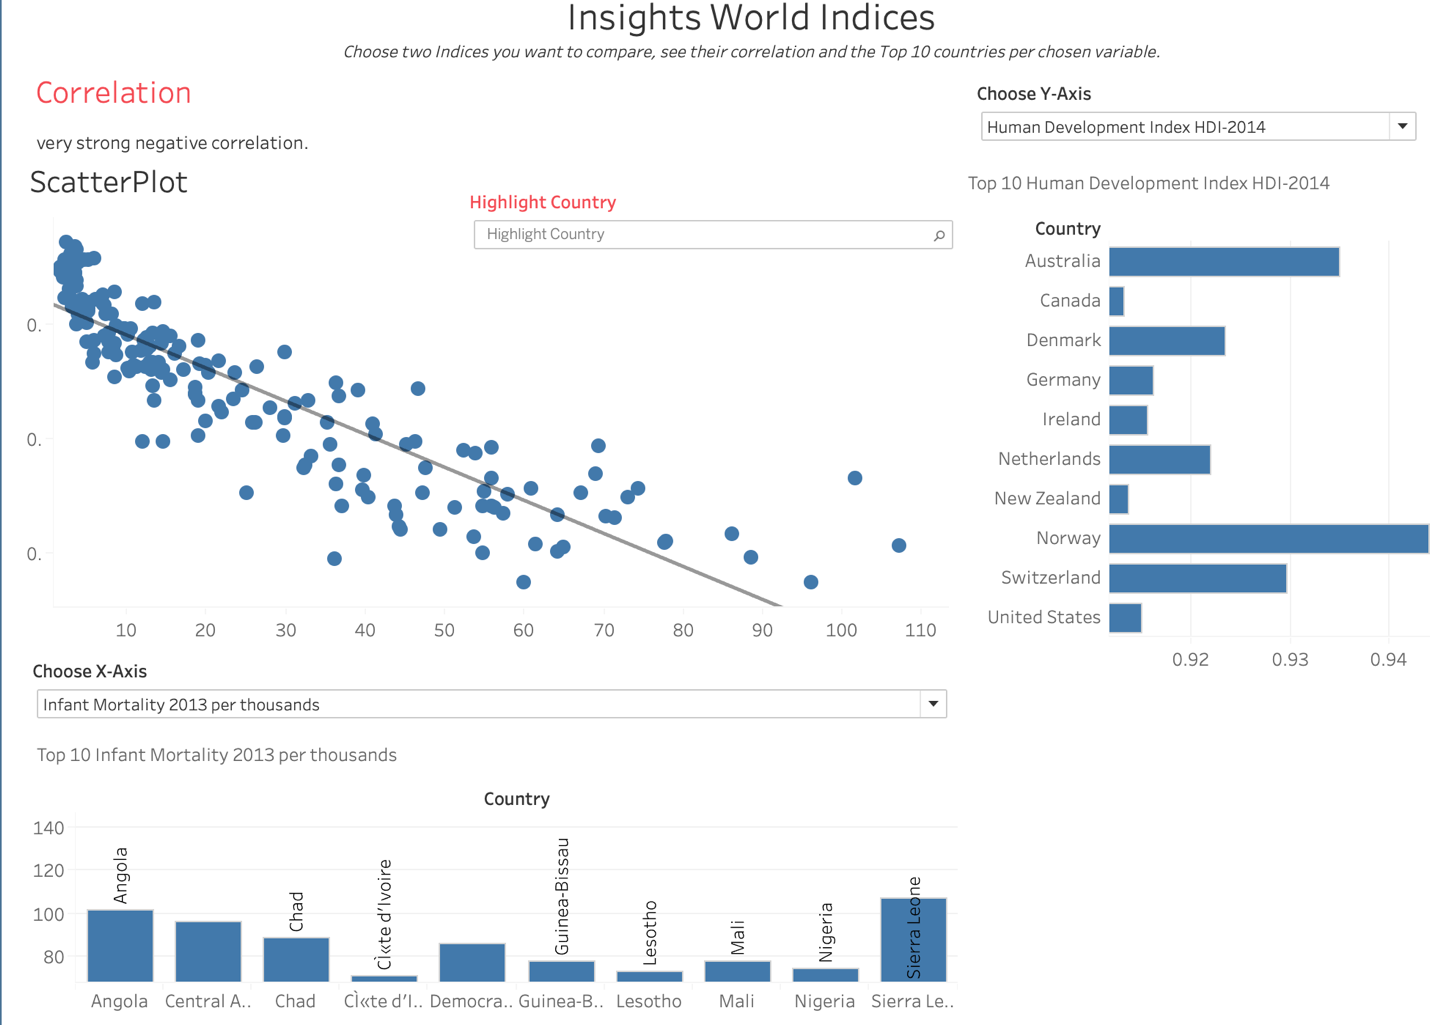 Insights World Indices
Choose two Indices you want to compare, see their correlation and the Top 10 countries per chosen variable.
Correlation
very strong negative correlation.
ScatterPlot
Highlight Country
Highlight Country
0.
0.
0.
10 20 30 40 50 60 70 80 90 100 110
Choose X-Axis
Infant Mortality 2013 per thousands
Top 10 Infant Mortality 2013 per thousands
Country
140
120
100
80
Angola
Chad
CÌ«te d'Ivoire
Guinea-Bissau
Lesotho
Mali
Nigeria
Sierra Leone
Angola Central A.. Chad CÌ«te d'I.. Democra.. Guinea-B.. Lesotho Mali Nigeria Sierra Le..
Choose Y-Axis
Human Development Index HDI-2014
Top 10 Human Development Index HDI-2014
Country
Australia
Canada
Denmark
Germany
Ireland
Netherlands
New Zealand
Norway
Switzerland
United States
0.92 0.93 0.94